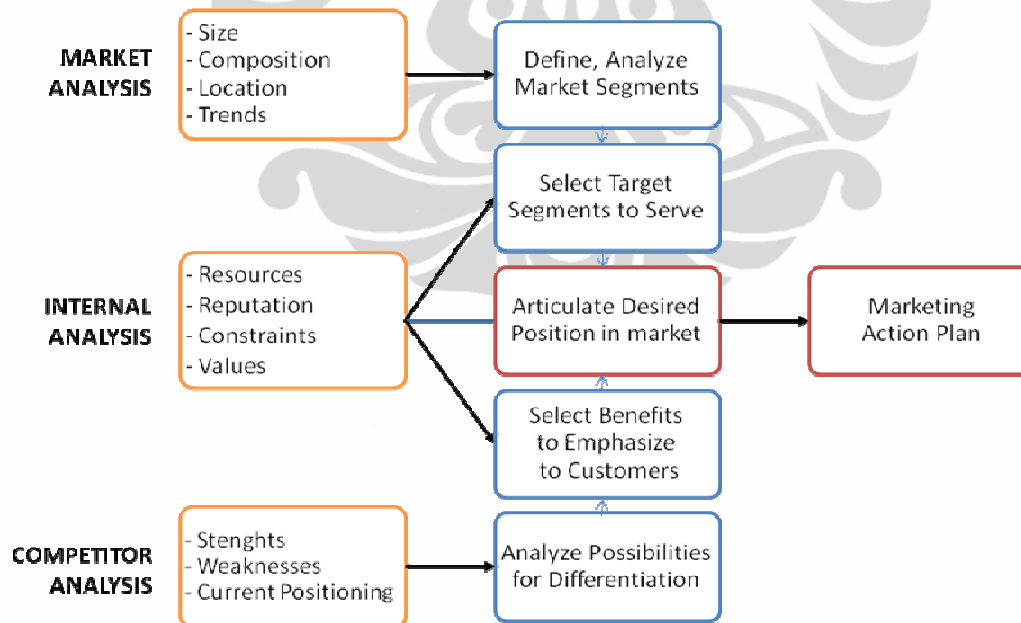 MARKET
ANALYSIS
- Size
- Composition
- Location
- Trends
Define, Analyze
Market Segments
Select Target
Segments to Serve
INTERNAL
ANALYSIS
- Resources
- Reputation
- Constraints
- Values
Articulate Desired
Position in market
Marketing
Action Plan
Select Benefits
to Emphasize
to Customers
COMPETITOR
ANALYSIS
- Stenghts
- Weaknesses
- Current Positioning
Analyze Possibilities
for Differentiation